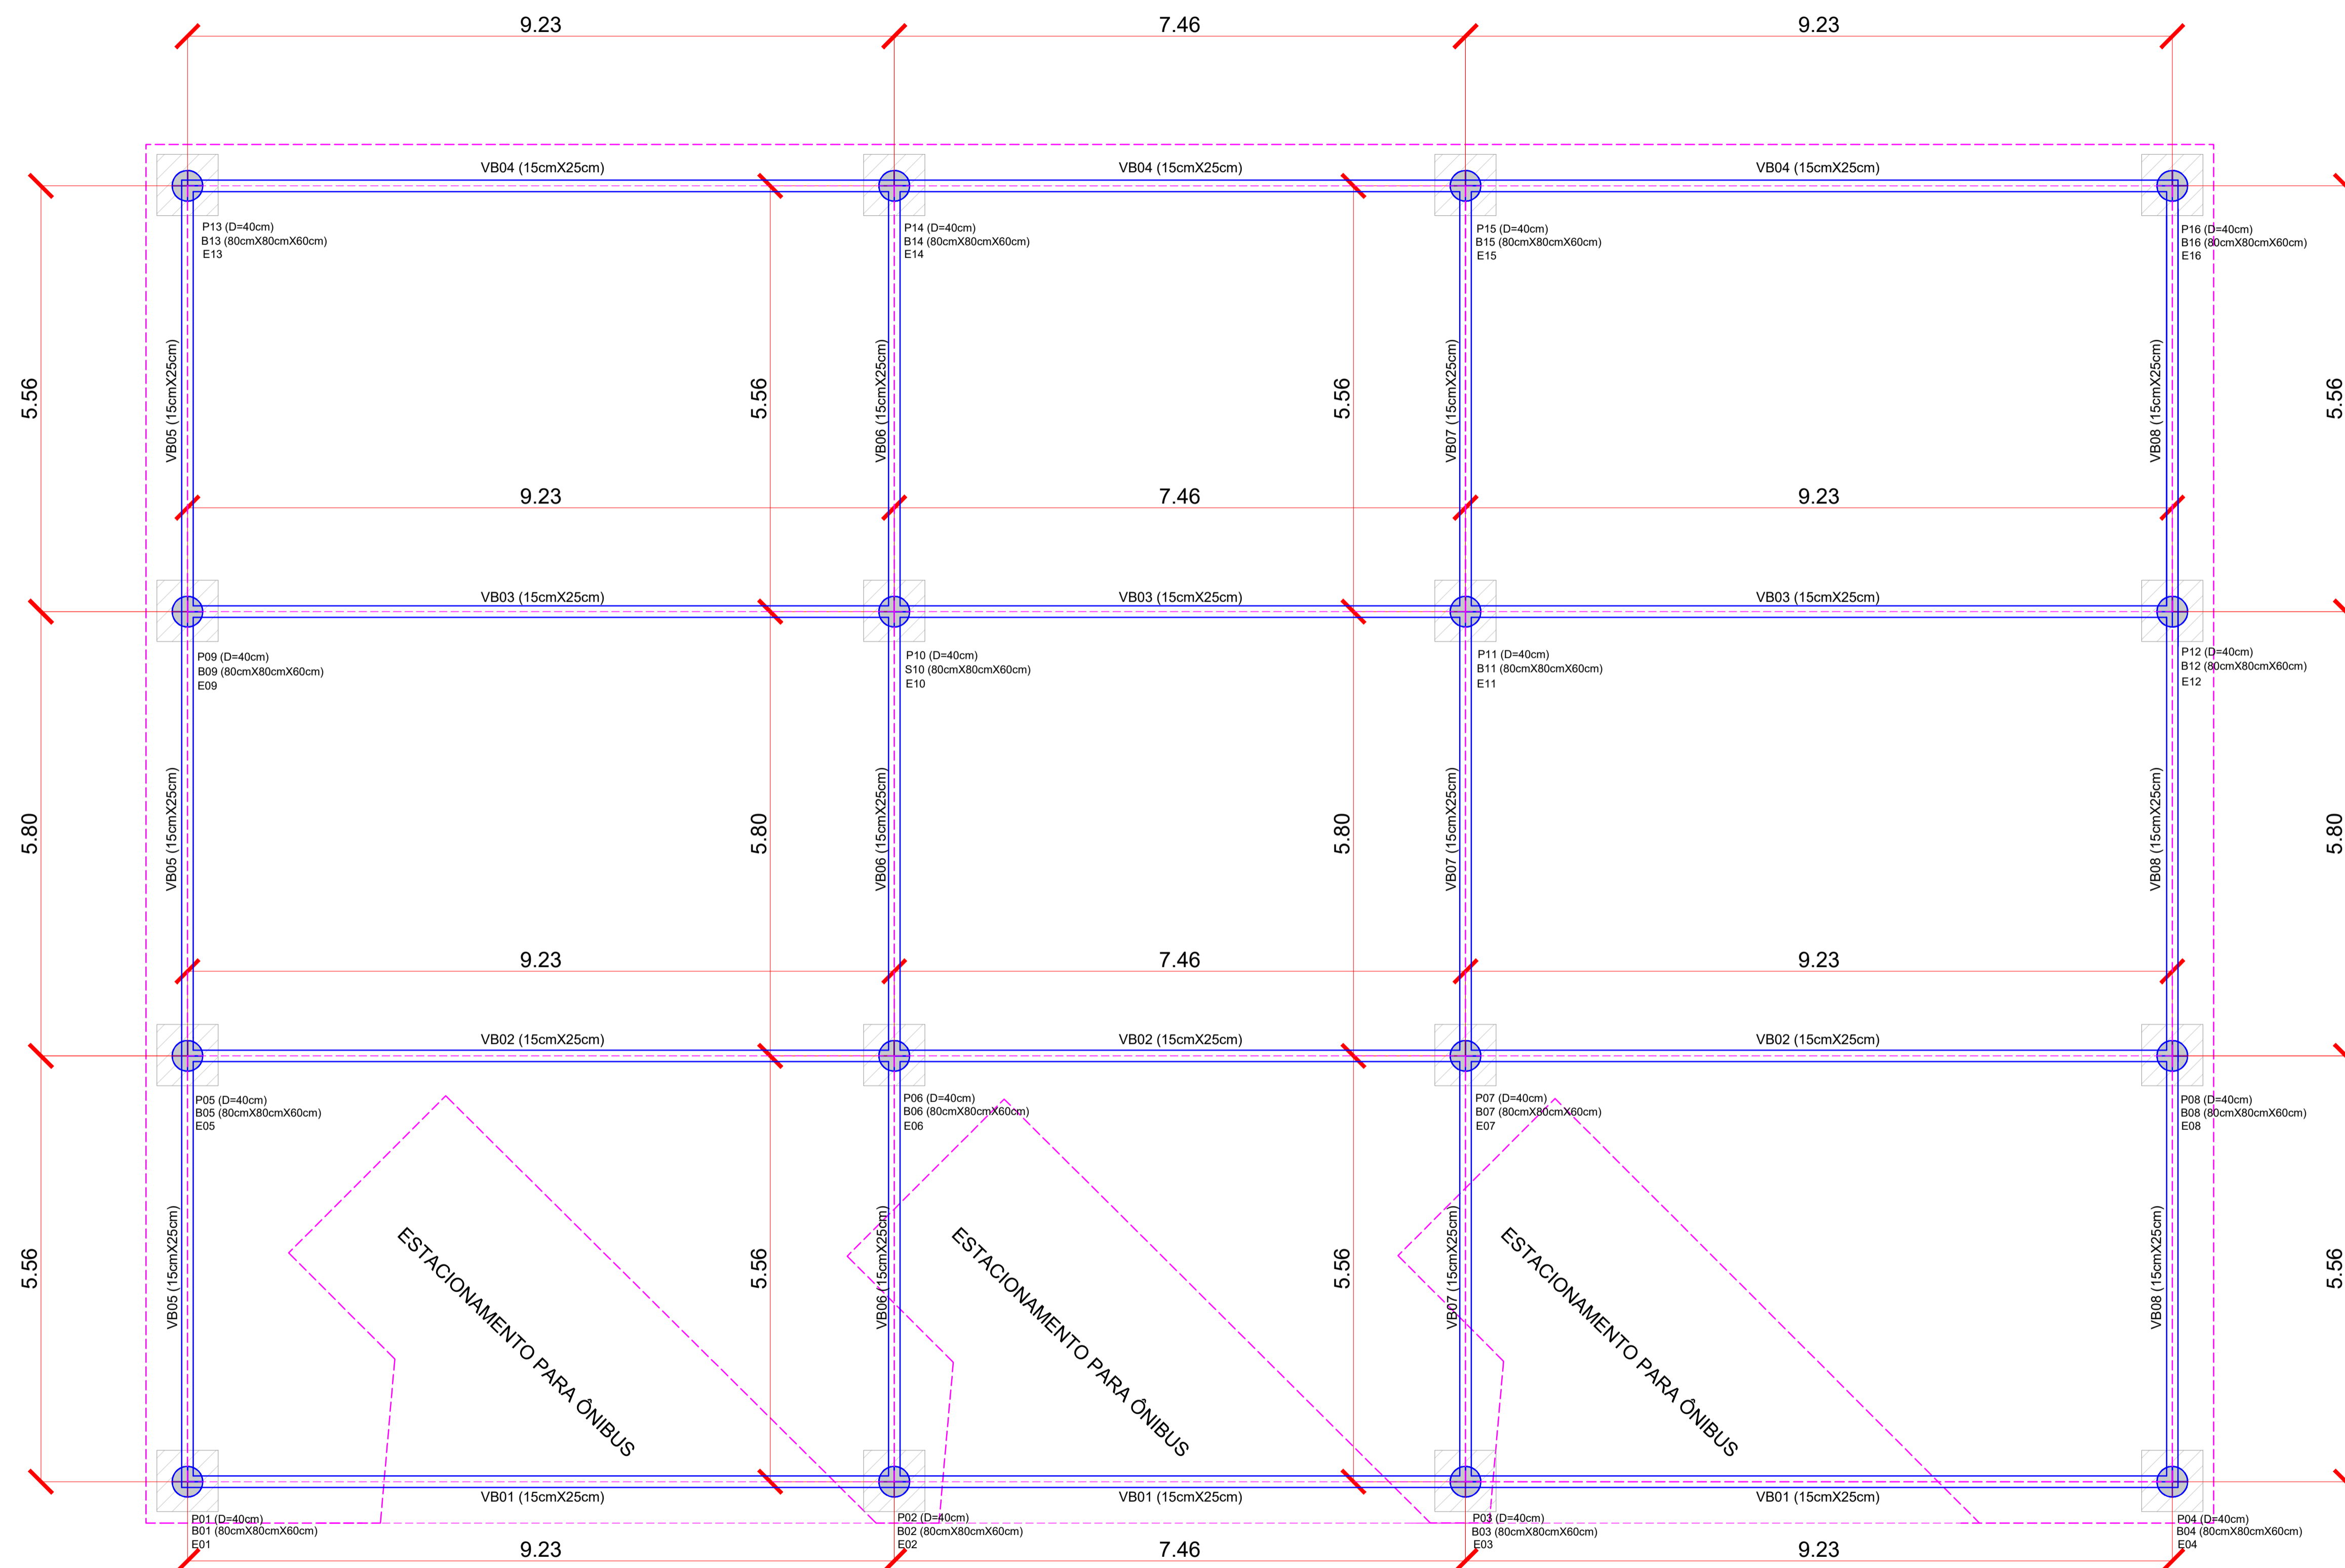 9.23
7.46
9.23
VB04 (15cmX25cm)
VB04 (15cmX25cm)
VB04 (15cmX25cm)
P13 (D=40cm)
B13 (80cmX80cmX60cm)
E13
P14 (D=40cm)
B14 (80cmX80cmX60cm)
E14
P15 (D=40cm)
B15 (80cmX80cmX60cm)
E15
P16 (D=40cm)
B16 (80cmX80cmX60cm)
E16
5.56
VB05 (15cmX25cm)
5.56
VB06 (15cmX25cm)
5.56
VB07 (15cmX25cm)
VB08 (15cmX25cm)
5.56
9.23
7.46
9.23
VB03 (15cmX25cm)
VB03 (15cmX25cm)
VB03 (15cmX25cm)
P09 (D=40cm)
B09 (80cmX80cmX60cm)
E09
P10 (D=40cm)
S10 (80cmX80cmX60cm)
E10
P11 (D=40cm)
B11 (80cmX80cmX60cm)
E11
P12 (D=40cm)
B12 (80cmX80cmX60cm)
E12
5.80
VB05 (15cmX25cm)
5.80
VB06 (15cmX25cm)
5.80
VB07 (15cmX25cm)
VB08 (15cmX25cm)
5.80
9.23
7.46
9.23
VB02 (15cmX25cm)
VB02 (15cmX25cm)
VB02 (15cmX25cm)
P05 (D=40cm)
B05 (80cmX80cmX60cm)
E05
P06 (D=40cm)
B06 (80cmX80cmX60cm)
E06
P07 (D=40cm)
B07 (80cmX80cmX60cm)
E07
P08 (D=40cm)
B08 (80cmX80cmX60cm)
E08
5.56
VB05 (15cmX25cm)
ESTACIONAMENTO PARA ÔNIBUS
5.56
VB06 (15cmX25cm)
ESTACIONAMENTO PARA ÔNIBUS
5.56
VB07 (15cmX25cm)
ESTACIONAMENTO PARA ÔNIBUS
VB08 (15cmX25cm)
5.56
VB01 (15cmX25cm)
VB01 (15cmX25cm)
VB01 (15cmX25cm)
P01 (D=40cm)
B01 (80cmX80cmX60cm)
E01
P02 (D=40cm)
B02 (80cmX80cmX60cm)
E02
P03 (D=40cm)
B03 (80cmX80cmX60cm)
E03
P04 (D=40cm)
B04 (80cmX80cmX60cm)
E04
9.23
7.46
9.23